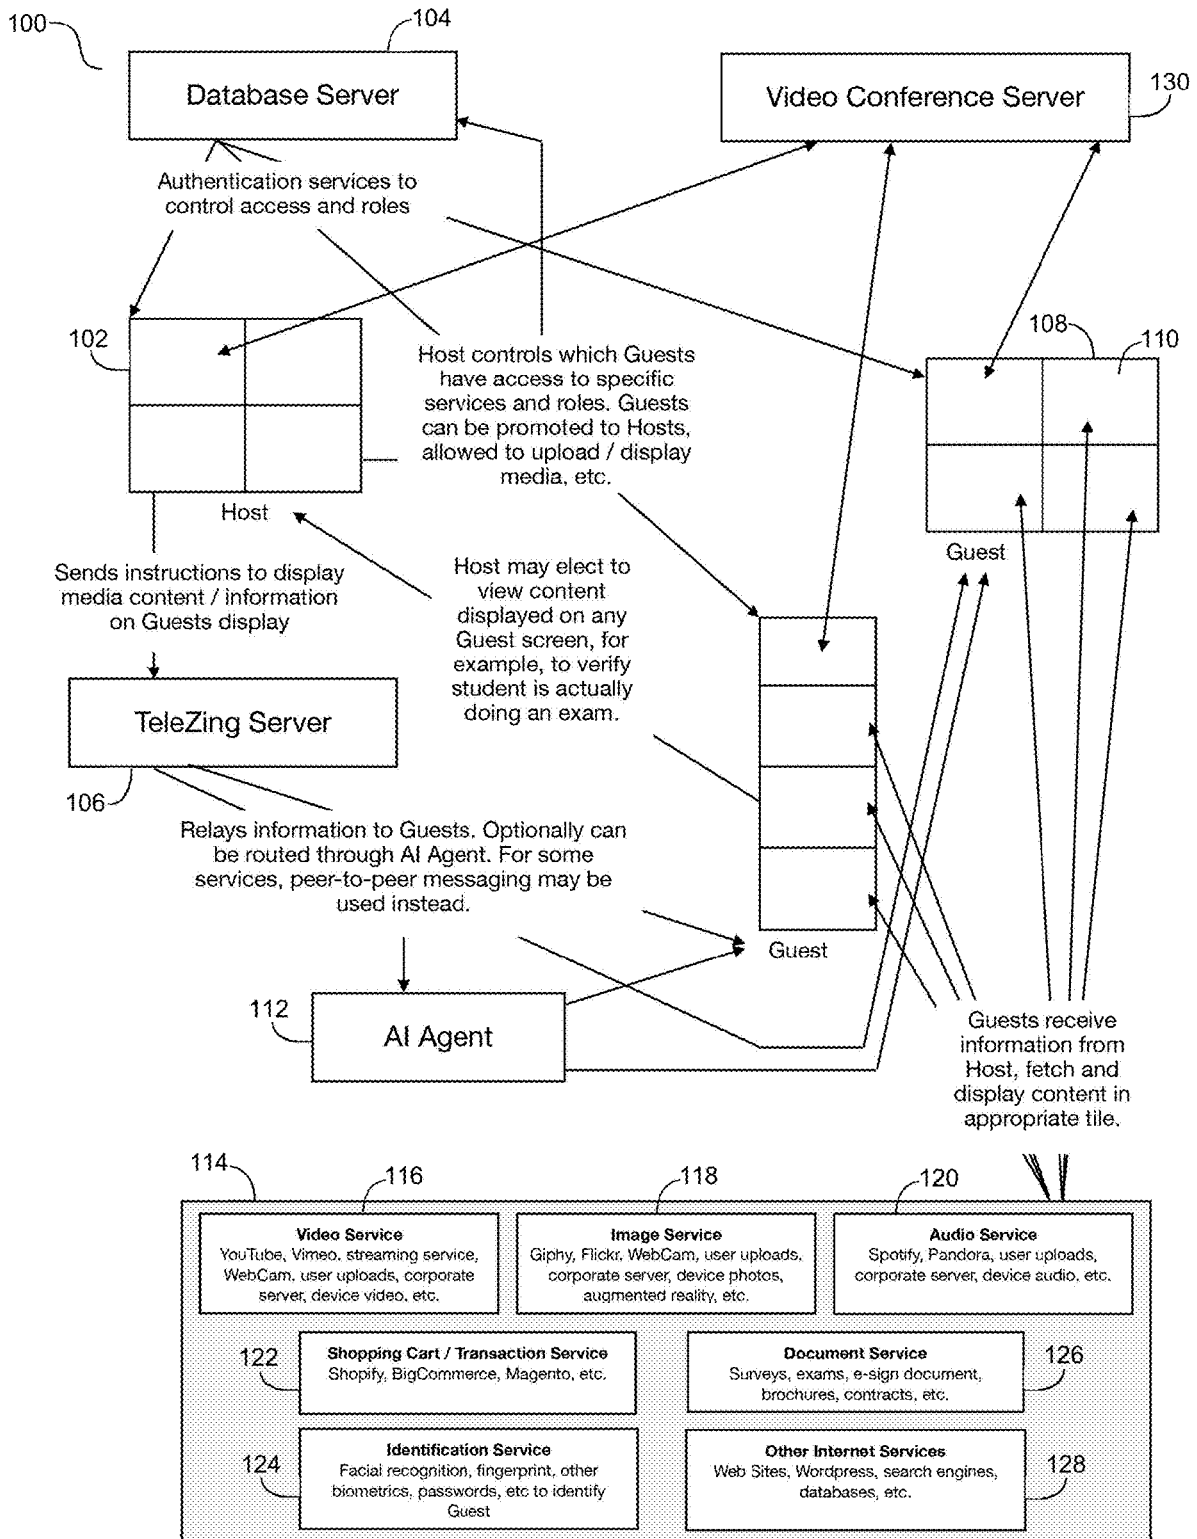 100
104
Database Server
Video Conference Server
130
Authentication services to
control access and roles
102
108
110
Host controls which Guests
have access to specific
services and roles. Guests
can be promoted to Hosts,
allowed to upload / display
media, etc.
Host
Guest
Sends instructions to display
media content / information
on Guests display
Host may elect to
view content
displayed on any
Guest screen, for
example, to verify
student is actually
doing an exam.
TeleZing Server
106
Relays information to Guests. Optionally can
be routed through AI Agent. For some
services, peer-to-peer messaging may be
used instead.
Guest
112
AI Agent
Guests receive
information from
Host, fetch and
display content in
appropriate tile.
114
116
118
120
Video Service
YouTube, Vimeo, streaming service,
WebCam, user uploads, corporate
server, device video, etc.
Image Service
Giphy, Flickr, WebCam, user uploads,
corporate server, device photos,
augmented reality, etc.
Audio Service
Spotify, Pandora, user uploads,
corporate server, device audio, etc.
122
Shopping Cart / Transaction Service
Shopify, BigCommerce, Magento, etc.
Document Service
Surveys, exams, e-sign document,
brochures, contracts, etc.
126
124
Identification Service
Facial recognition, fingerprint, other
biometrics, passwords, etc to identify
Guest
Other Internet Services
Web Sites, Wordpress, search engines,
databases, etc.
128